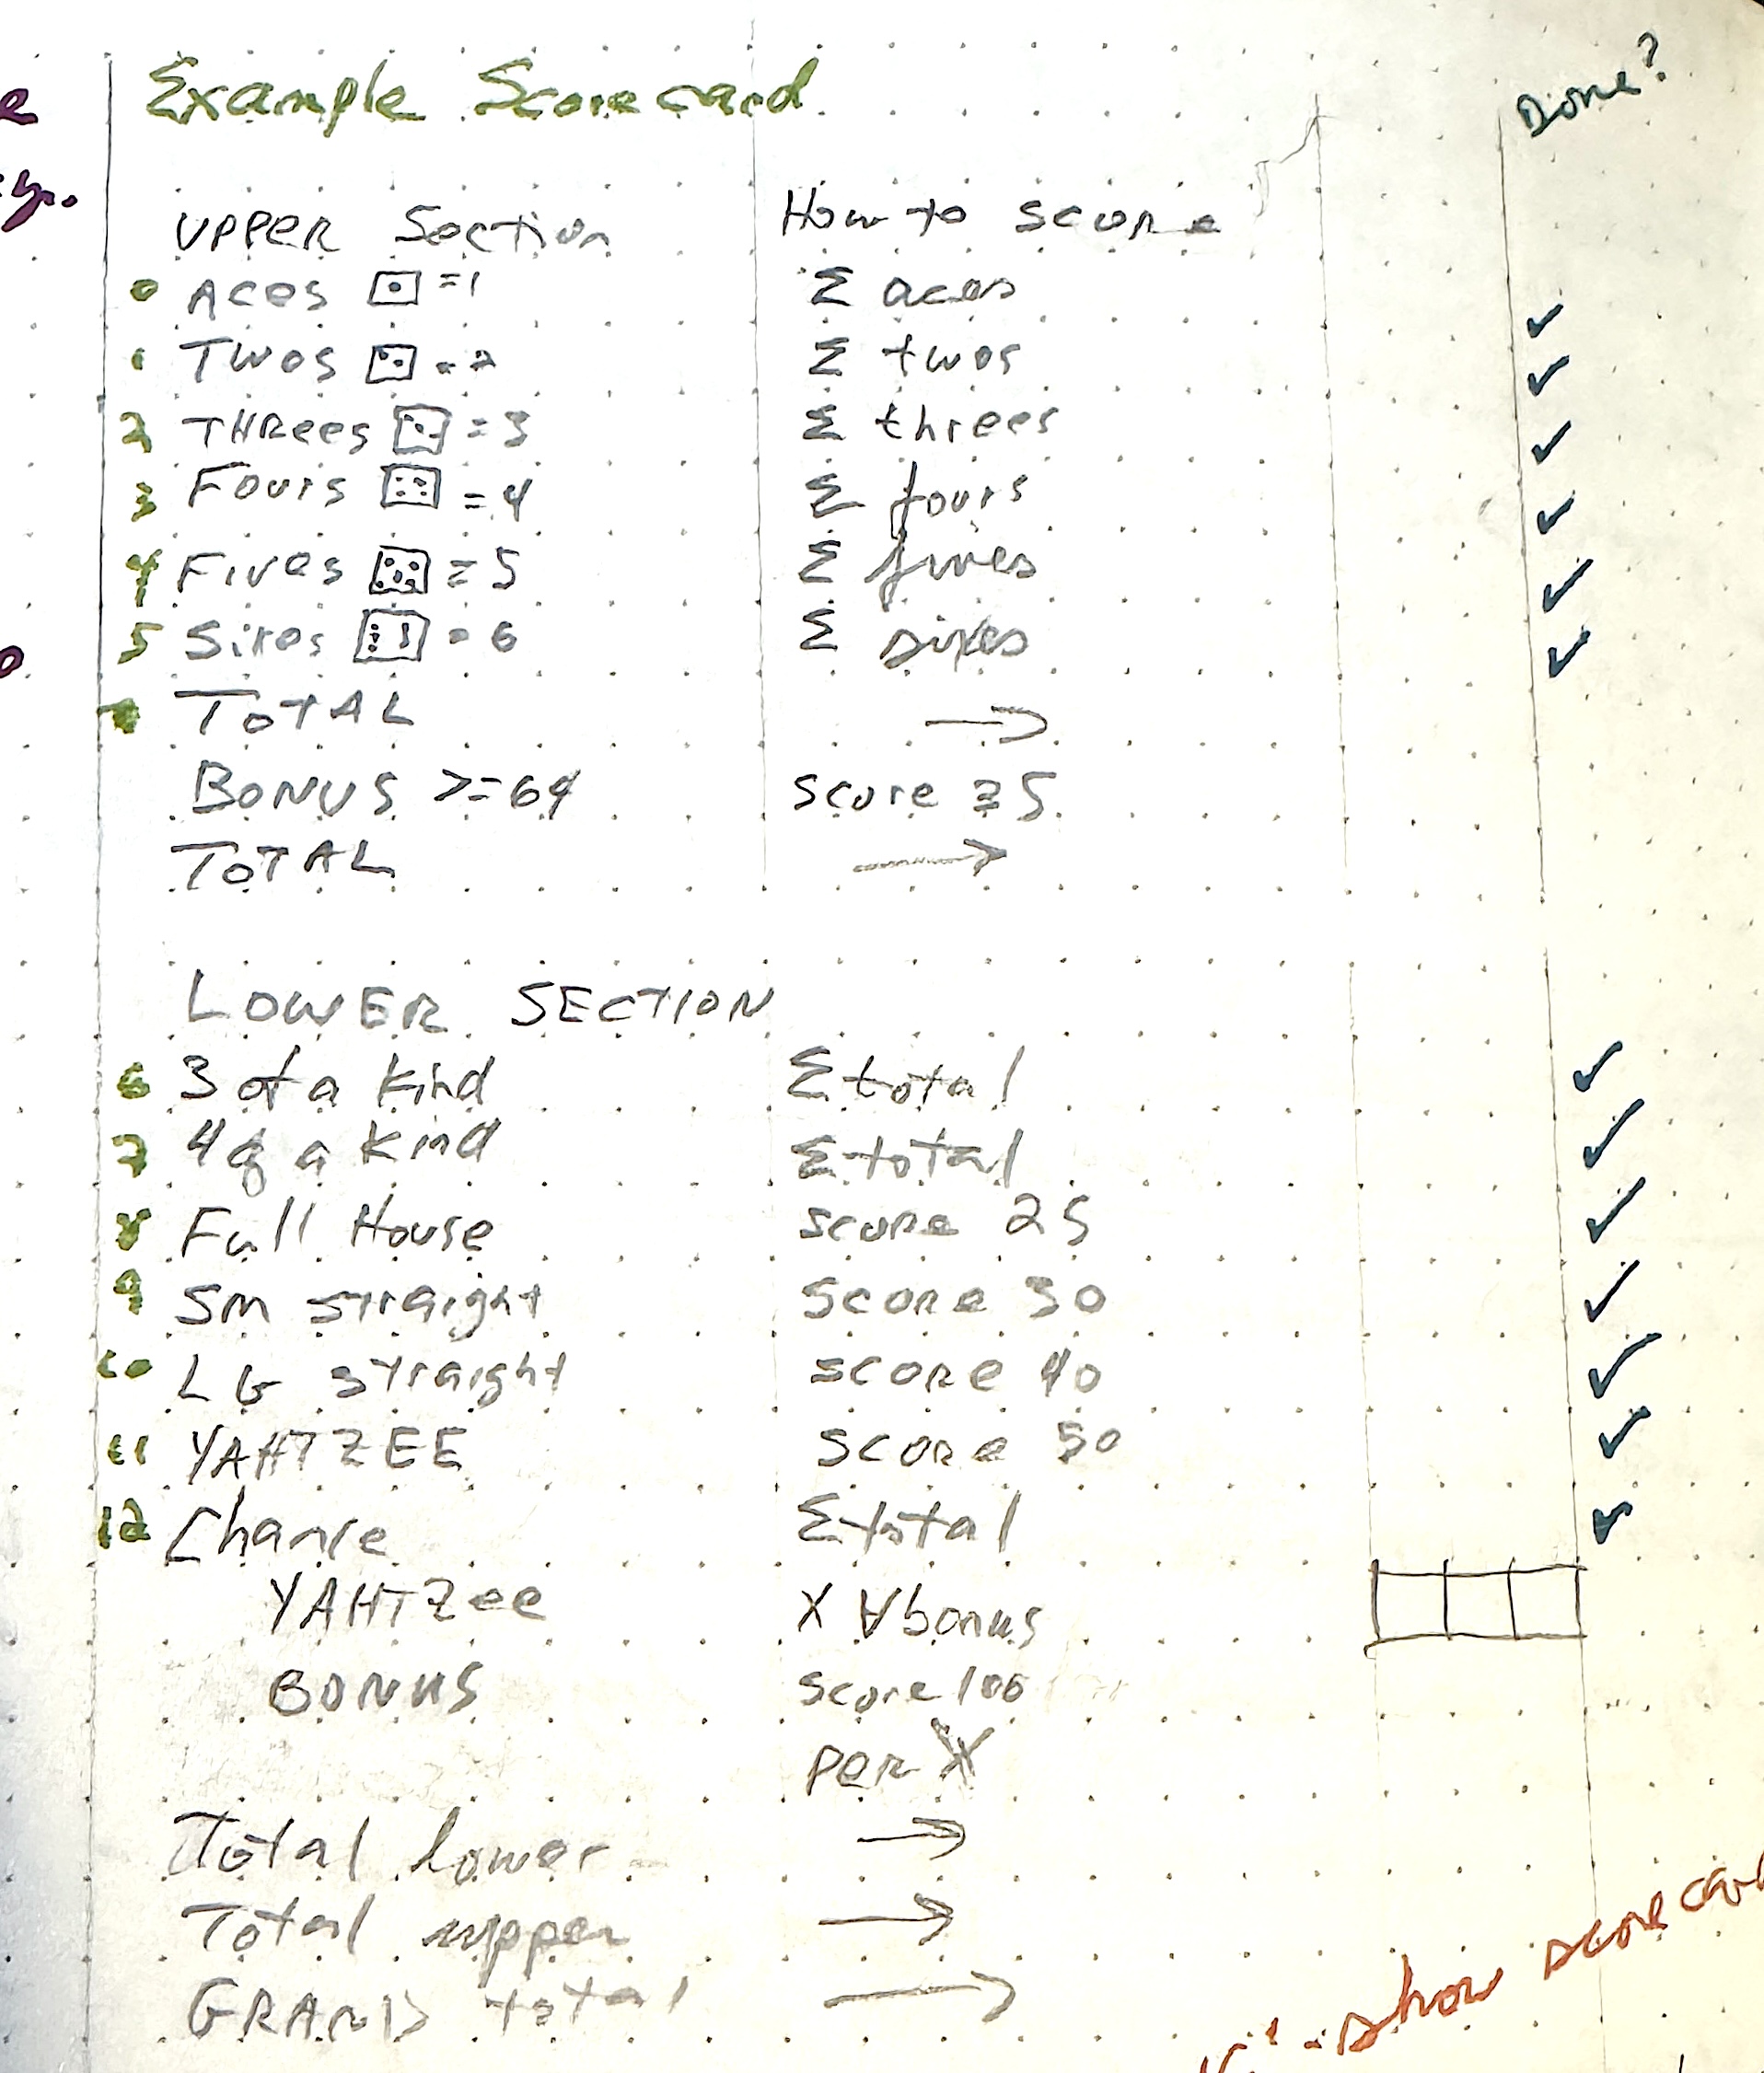 Example Scorecard
Done?
UPPER Section How to score
0 Aces =1 Σ aces
1 Twos = 2 Σ twos
2 THRees =3 Σ threes
3 Fours =4 Σ fours
4 Fives =5 Σ fives
5 Sixes = 6 Σ sixes
TOTAL →
BONUS >=64 score 35
TOTAL →
LOWER SECTION
6 3 of a kind Σ total
7 4 of a kind Σ total
8 Full House score 25
9 Sm straight Score 30
10 LG straight score 40
11 YAHTZEE Score 50
12 Chance Σ total
YAHTZee X ∀ bonus
BONUS Score 100
per X
Total lower →
Total upper →
GRAND total →
show scorecard